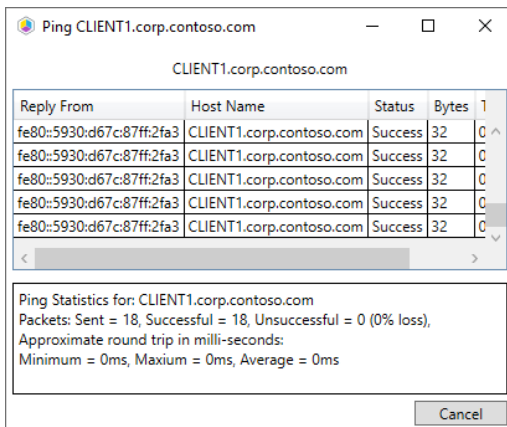 Ping CLIENT1.corp.contoso.com
CLIENT1.corp.contoso.com
Reply From Host Name Status Bytes T
fe80::5930:d67c:87ff:2fa3 CLIENT1.corp.contoso.com Success 32 0
fe80::5930:d67c:87ff:2fa3 CLIENT1.corp.contoso.com Success 32 0
fe80::5930:d67c:87ff:2fa3 CLIENT1.corp.contoso.com Success 32 0
fe80::5930:d67c:87ff:2fa3 CLIENT1.corp.contoso.com Success 32 0
fe80::5930:d67c:87ff:2fa3 CLIENT1.corp.contoso.com Success 32 0
Ping Statistics for: CLIENT1.corp.contoso.com
Packets: Sent = 18, Successful = 18, Unsuccessful = 0 (0% loss),
Approximate round trip in milli-seconds:
Minimum = 0ms, Maxium = 0ms, Average = 0ms
Cancel